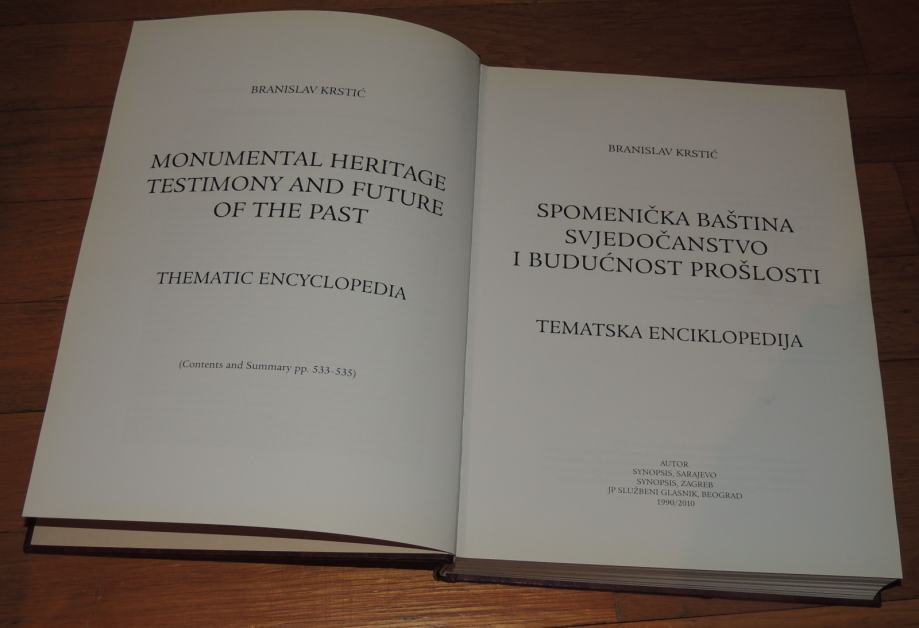 BRANISLAV KRSTIĆ
MONUMENTAL HERITAGE
TESTIMONY AND FUTURE
OF THE PAST
THEMATIC ENCYCLOPEDIA
(Contents and Summary pp. 533–535)
BRANISLAV KRSTIĆ
SPOMENIČKA BAŠTINA
SVJEDOČANSTVO
I BUDUĆNOST PROŠLOSTI
TEMATSKA ENCIKLOPEDIJA
AUTOR
SYNOPSIS, SARAJEVO
SYNOPSIS, ZAGREB
JP SLUŽBENI GLASNIK, BEOGRAD
1990/2010